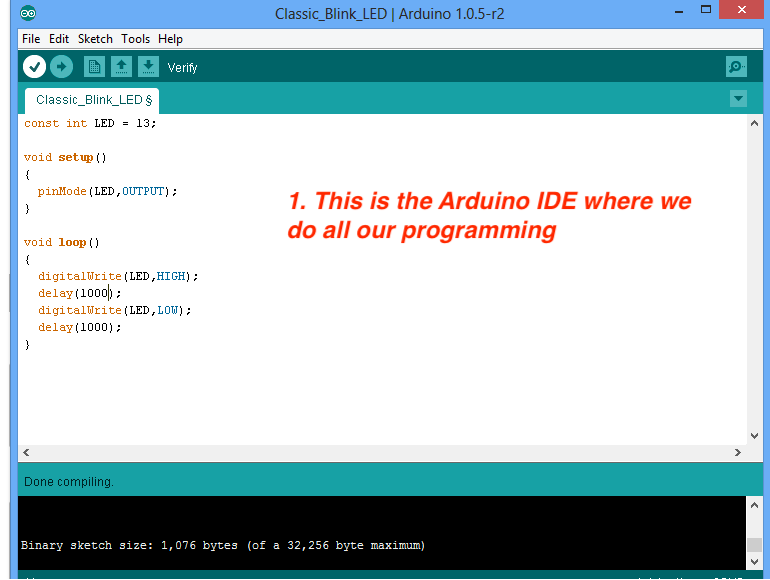 Classic_Blink_LED | Arduino 1.0.5-r2
File Edit Sketch Tools Help
Verify
Classic_Blink_LED §
const int LED = 13;
void setup()
{
pinMode(LED,OUTPUT);
}
1. This is the Arduino IDE where we
do all our programming
void loop()
{
digitalWrite(LED,HIGH);
delay(1000);
digitalWrite(LED,LOW);
delay(1000);
}
Done compiling.
Binary sketch size: 1,076 bytes (of a 32,256 byte maximum)